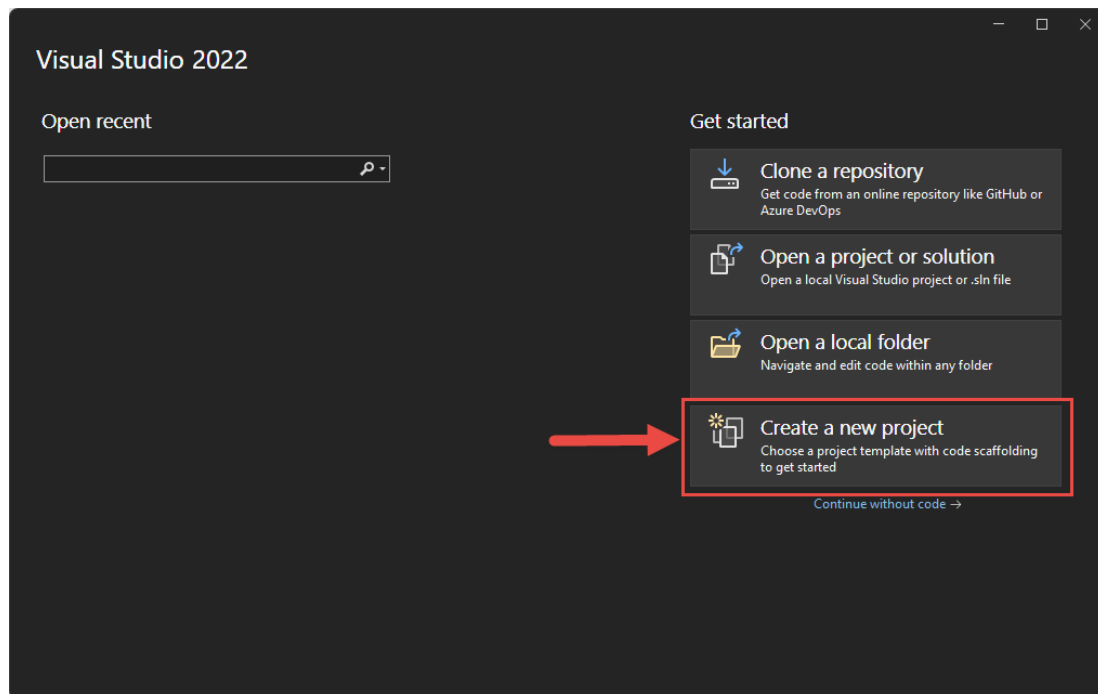 Visual Studio 2022
Open recent
Get started
Clone a repository
Get code from an online repository like GitHub or
Azure DevOps
Open a project or solution
Open a local Visual Studio project or .sln file
Open a local folder
Navigate and edit code within any folder
Create a new project
Choose a project template with code scaffolding
to get started
Continue without code →